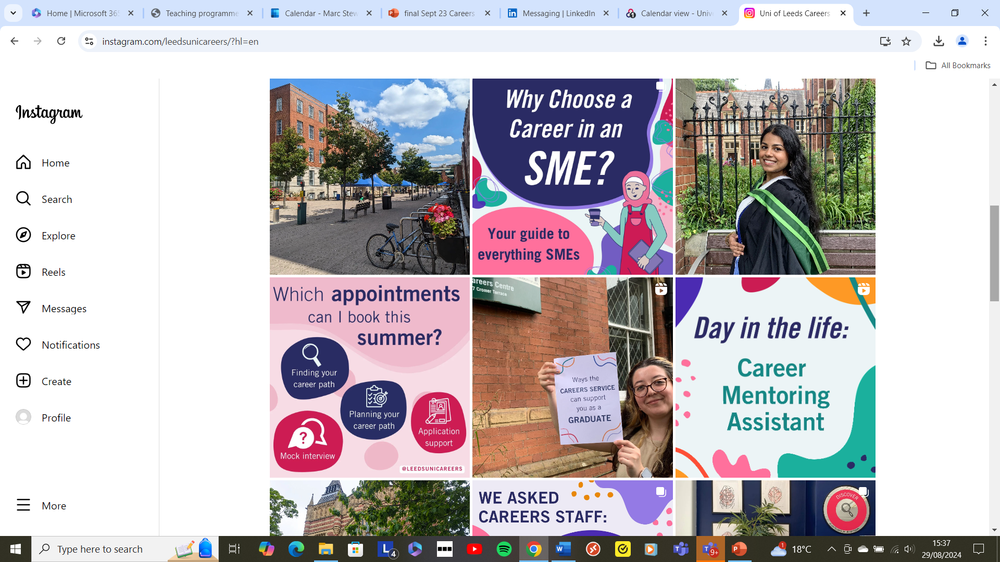 Home | Microsoft 365
Teaching programme
Calendar - Marc Stew
final Sept 23 Careers
Messaging | LinkedIn
Calendar view - Univ
Uni of Leeds Careers
instagram.com/leedsunicareers/?hl=en
All Bookmarks
Instagram
Home
Search
Explore
Reels
Messages
Notifications
Create
Profile
More
Why Choose a
Career in an
SME?
Your guide to
everything SMEs
Which appointments
can I book this
summer?
Finding your
career path
Planning your
career path
Application
support
Mock interview
@LEEDSUNICAREERS
areers Centre
7 Cromer Terrace
Ways the
CAREERS SERVICE
can support
you as a
GRADUATE
Day in the life:
Career
Mentoring
Assistant
WE ASKED
CAREERS STAFF:
DISCOVER
Type here to search
4
9+
1
18°C
15:37
29/08/2024